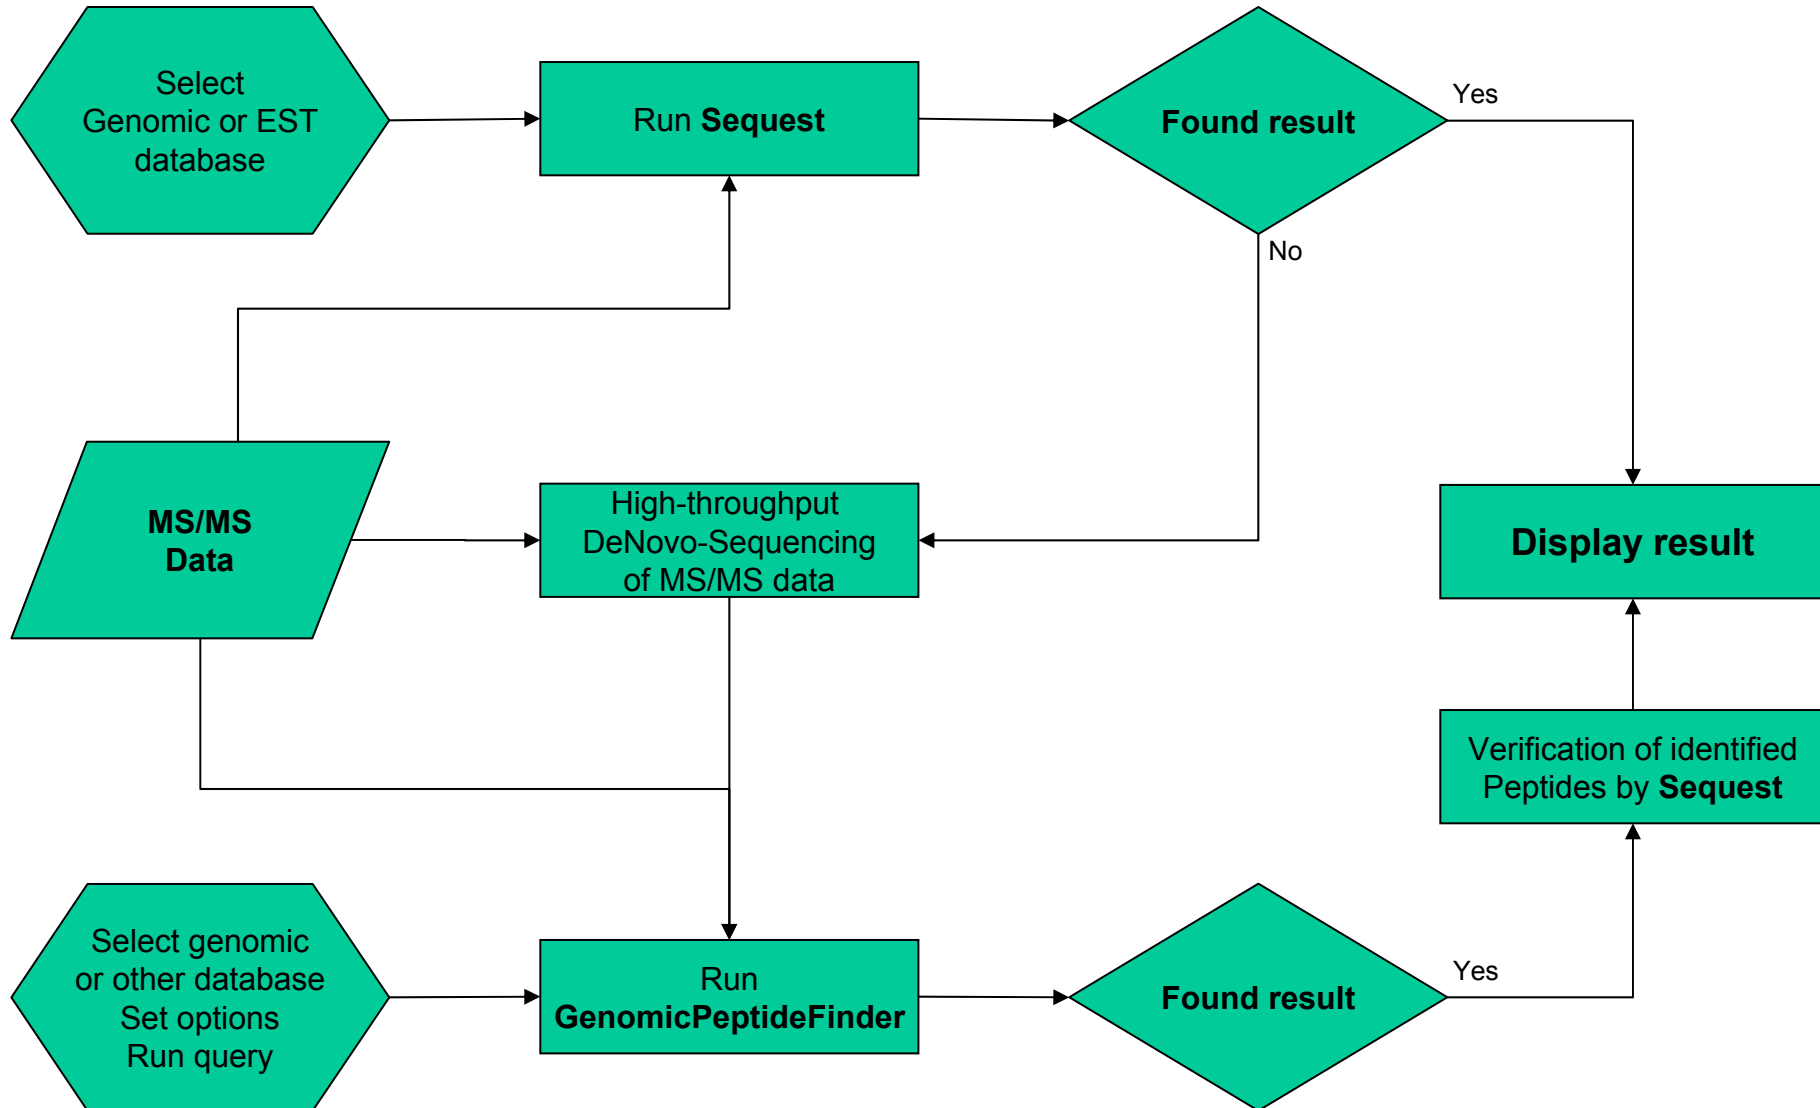 Select
Genomic or EST
database
Run Sequest
Found result
Yes
No
MS/MS
Data
High-throughput
DeNovo-Sequencing
of MS/MS data
Display result
Verification of identified
Peptides by Sequest
Select genomic
or other database
Set options
Run query
Run
GenomicPeptideFinder
Found result
Yes